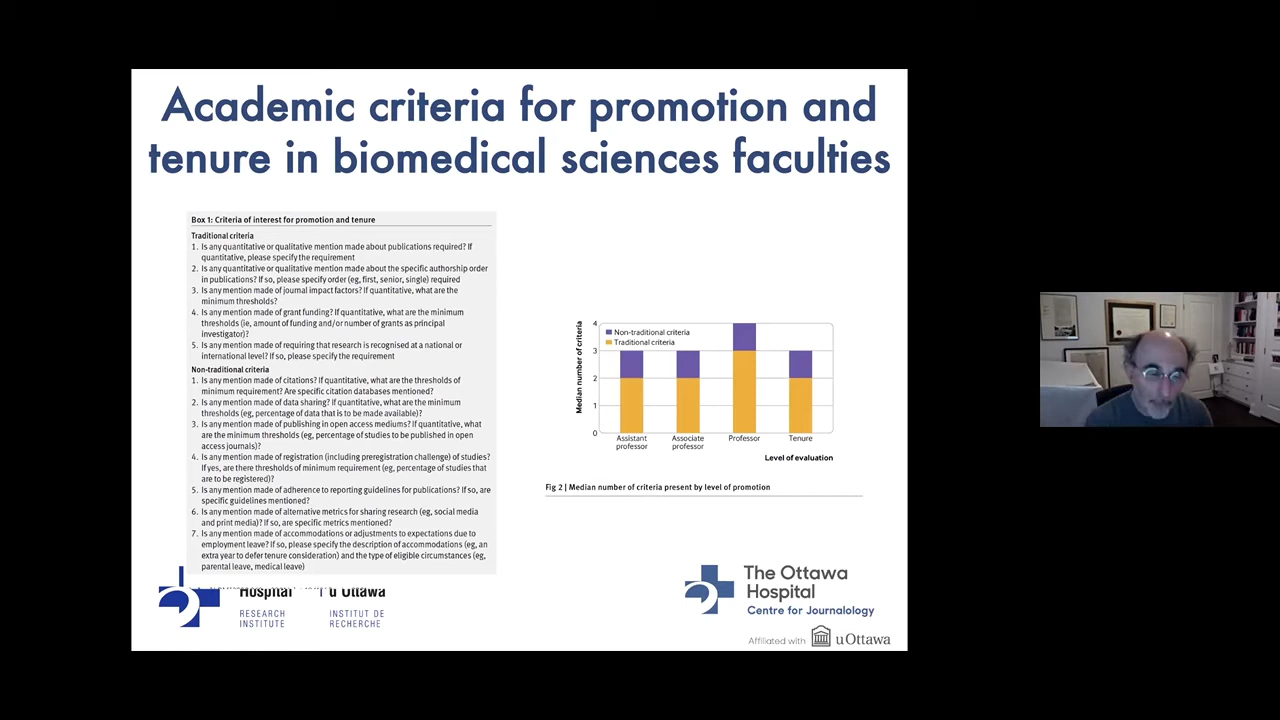 Academic criteria for promotion and
tenure in biomedical sciences faculties
Box 1: Criteria of interest for promotion and tenure
Traditional criteria
1. Is any quantitative or qualitative mention made about publications required? If
quantitative, please specify the requirement
2. Is any quantitative or qualitative mention made about the specific authorship order
in publications? If so, please specify order (eg, first, senior, single) required
3. Is any mention made of journal impact factors? If quantitative, what are the
minimum thresholds?
4. Is any mention made of grant funding? If quantitative, what are the minimum
thresholds (ie, amount of funding and/or number of grants as principal
investigator)?
5. Is any mention made of requiring that research is recognised at a national or
international level? If so, please specify the requirement
Non-traditional criteria
1. Is any mention made of citations? If quantitative, what are the thresholds of
minimum requirement? Are specific citation databases mentioned?
2. Is any mention made of data sharing? If quantitative, what are the minimum
thresholds (eg, percentage of data that is to be made available)?
3. Is any mention made of publishing in open access mediums? If quantitative, what
are the minimum thresholds (eg, percentage of studies to be published in open
access journals)?
4. Is any mention made of registration (including preregistration challenge) of studies?
If yes, are there thresholds of minimum requirement (eg, percentage of studies that
are to be registered)?
5. Is any mention made of adherence to reporting guidelines for publications? If so, are
specific guidelines mentioned?
6. Is any mention made of alternative metrics for sharing research (eg, social media
and print media)? If so, are specific metrics mentioned?
7. Is any mention made of accommodations or adjustments to expectations due to
employment leave? If so, please specify the description of accommodations (eg, an
extra year to defer tenure consideration) and the type of eligible circumstances (eg,
parental leave, medical leave)
Median number of criteria
4
3
2
1
0
Non-traditional criteria
Traditional criteria
Assistant
professor
Associate
professor
Professor
Tenure
Level of evaluation
Fig 2 | Median number of criteria present by level of promotion
Hospital
RESEARCH
INSTITUTE
uOttawa
INSTITUT DE
RECHERCHE
The Ottawa
Hospital
Centre for Journalology
Affiliated with uOttawa